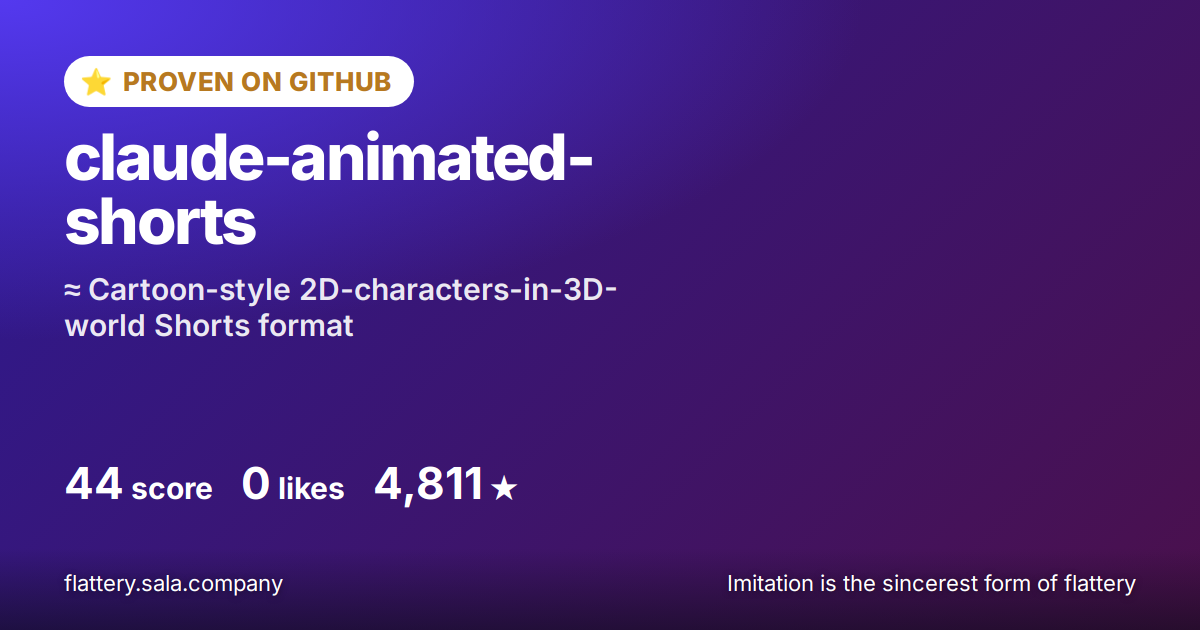 ⭐ PROVEN ON GITHUB
claude-animated-
shorts
≈ Cartoon-style 2D-characters-in-3D-
world Shorts format
44 score 0 likes 4,811 ★
flattery.sala.company
Imitation is the sincerest form of flattery